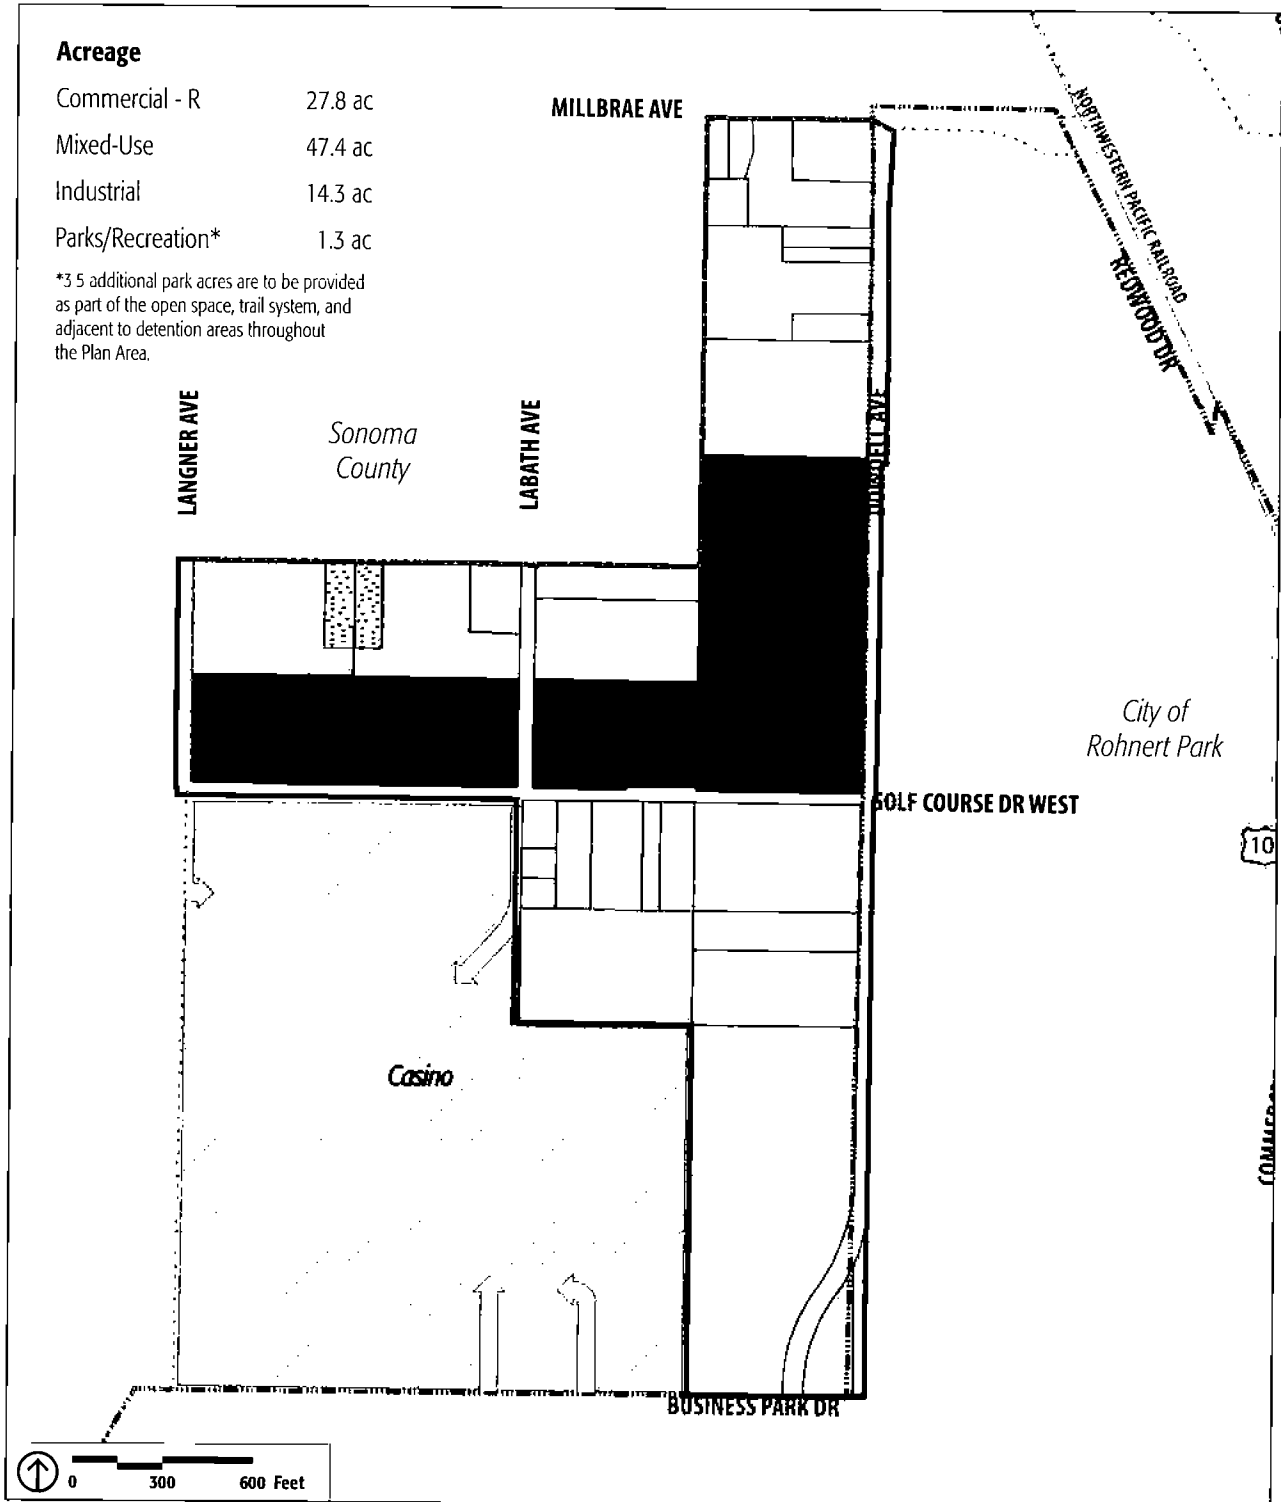 Acreage
Commercial - R 27.8 ac
Mixed-Use 47.4 ac
Industrial 14.3 ac
Parks/Recreation* 1.3 ac
*3 5 additional park acres are to be provided
as part of the open space, trail system, and
adjacent to detention areas throughout
the Plan Area.
MILLBRAE AVE
NORTHWESTERN PACIFIC RAILROAD
REDWOOD DR
LANGNER AVE
Sonoma
County
LABATH AVE
AVE
City of
Rohnert Park
GOLF COURSE DR WEST
10
Casino
BUSINESS PARK DR
0 300 600 Feet